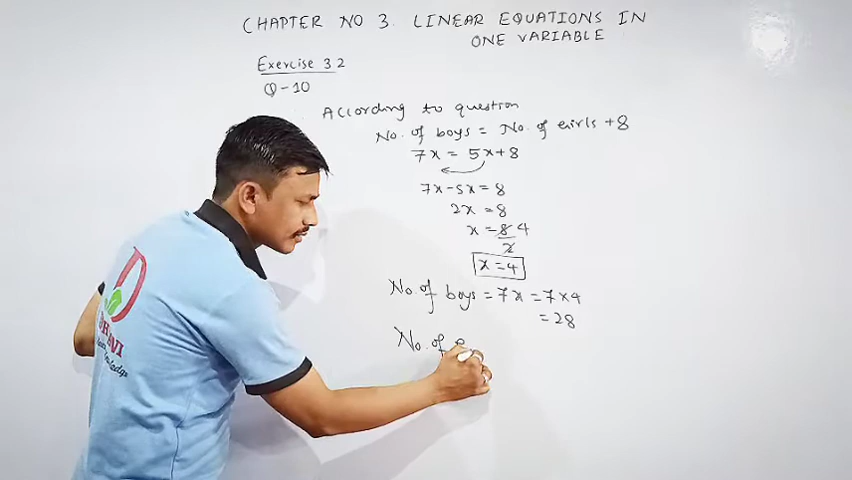 CHAPTER NO 3. LINEAR EQUATIONS IN
ONE VARIABLE
Exercise 3.2
Q-10
According to question
No. of boys = No. of girls +8
7x = 5x+8
7x-5x=8
2x =8
x =8 4
2
x=4
No. of boys =7x =7×4
=28
No. of